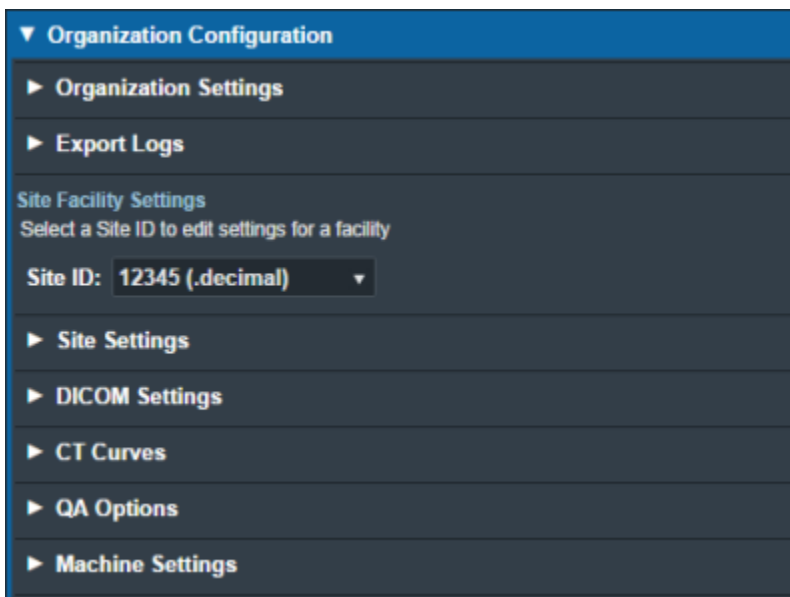 Organization Configuration
Organization Settings
Export Logs
Site Facility Settings
Select a Site ID to edit settings for a facility
Site ID: 12345 (.decimal)
Site Settings
DICOM Settings
CT Curves
QA Options
Machine Settings